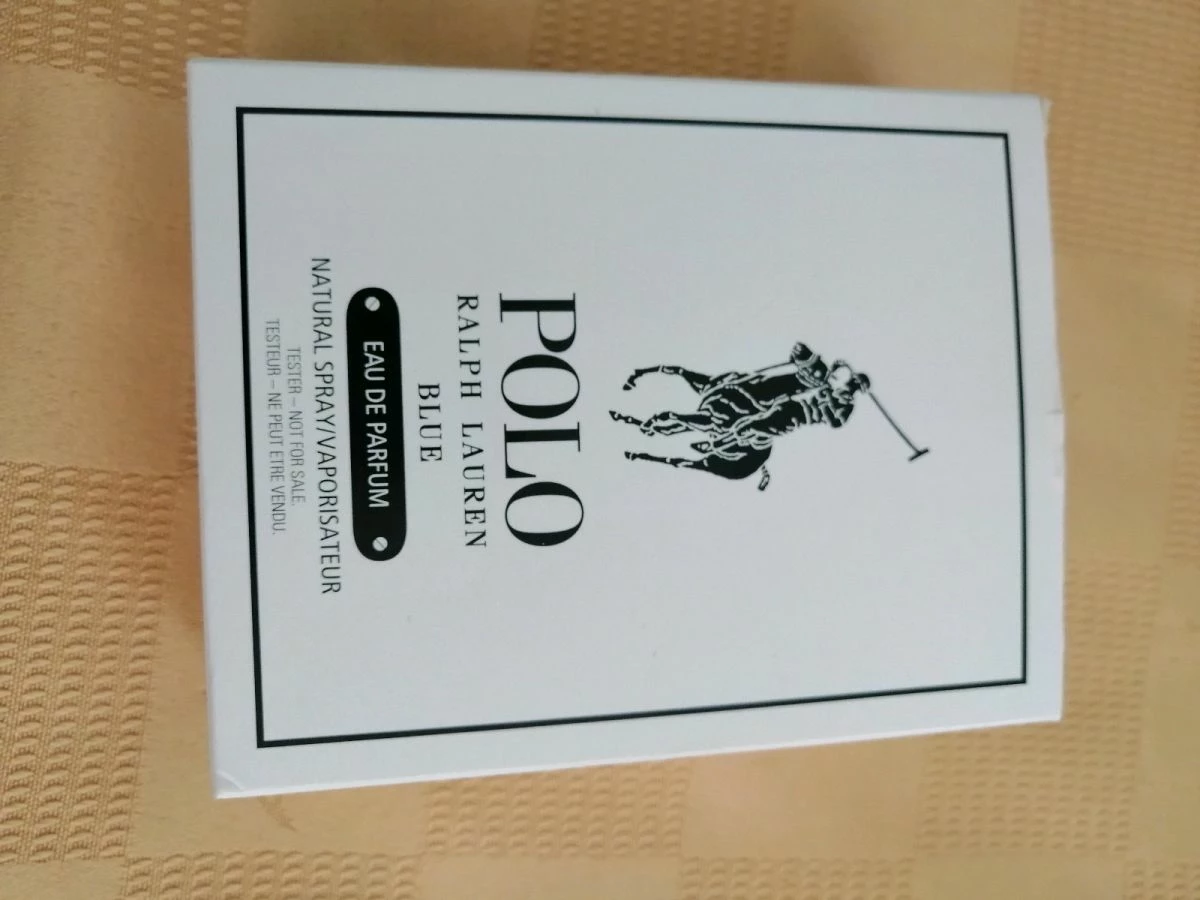 POLO
RALPH LAUREN
BLUE
EAU DE PARFUM
NATURAL SPRAY/VAPORISATEUR
TESTER – NOT FOR SALE.
TESTEUR – NE PEUT ETRE VENDU.